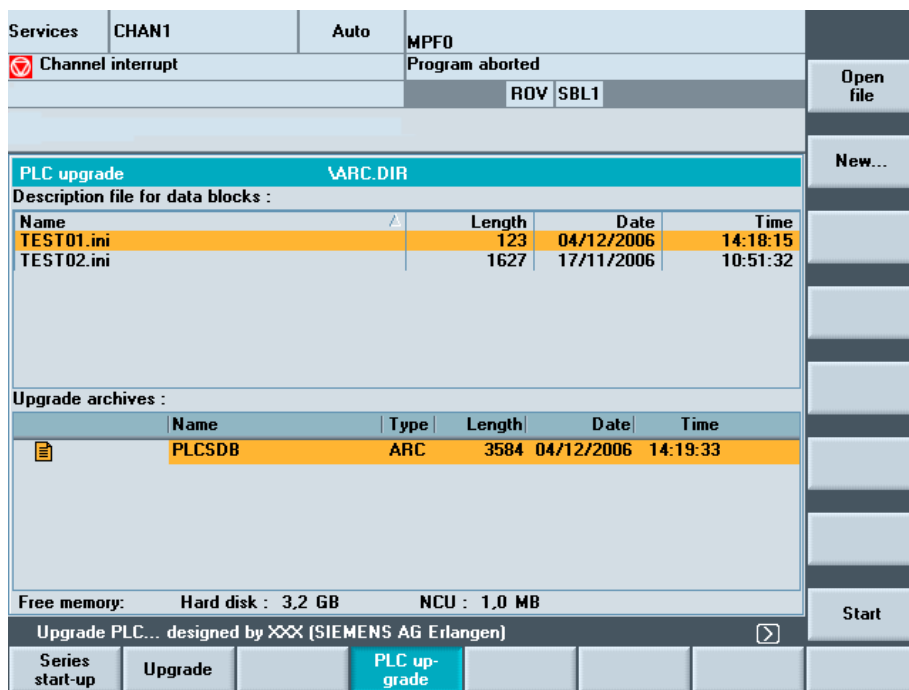 Services CHAN1 Auto MPF0
Channel interrupt Program aborted
ROV SBL1
Open file
New...
PLC upgrade \ARC.DIR
Description file for data blocks :
Name Length Date Time
TEST01.ini 123 04/12/2006 14:18:15
TEST02.ini 1627 17/11/2006 10:51:32
Upgrade archives :
Name Type Length Date Time
PLCSDB ARC 3584 04/12/2006 14:19:33
Free memory: Hard disk : 3,2 GB NCU : 1,0 MB
Start
Upgrade PLC... designed by XXX (SIEMENS AG Erlangen)
Series start-up Upgrade PLC up-grade